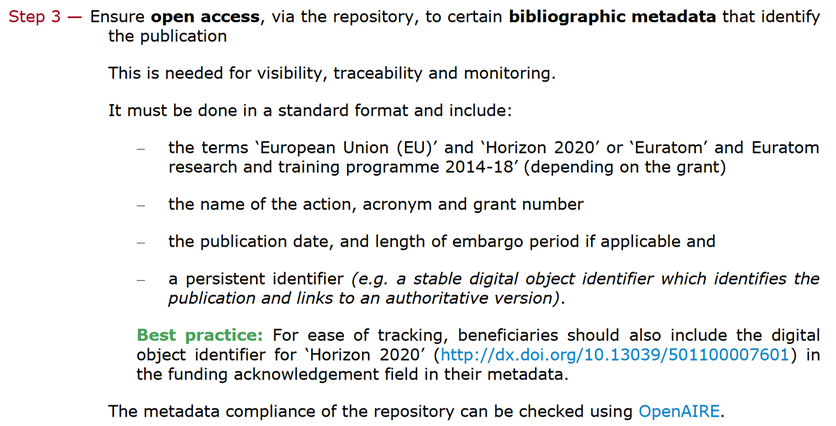 Step 3 — Ensure open access, via the repository, to certain bibliographic metadata that identify
the publication
This is needed for visibility, traceability and monitoring.
It must be done in a standard format and include:
– the terms ‘European Union (EU)’ and ‘Horizon 2020’ or ‘Euratom’ and Euratom
research and training programme 2014-18’ (depending on the grant)
– the name of the action, acronym and grant number
– the publication date, and length of embargo period if applicable and
– a persistent identifier (e.g. a stable digital object identifier which identifies the
publication and links to an authoritative version).
Best practice: For ease of tracking, beneficiaries should also include the digital
object identifier for ‘Horizon 2020’ (http://dx.doi.org/10.13039/501100007601) in
the funding acknowledgement field in their metadata.
The metadata compliance of the repository can be checked using OpenAIRE.